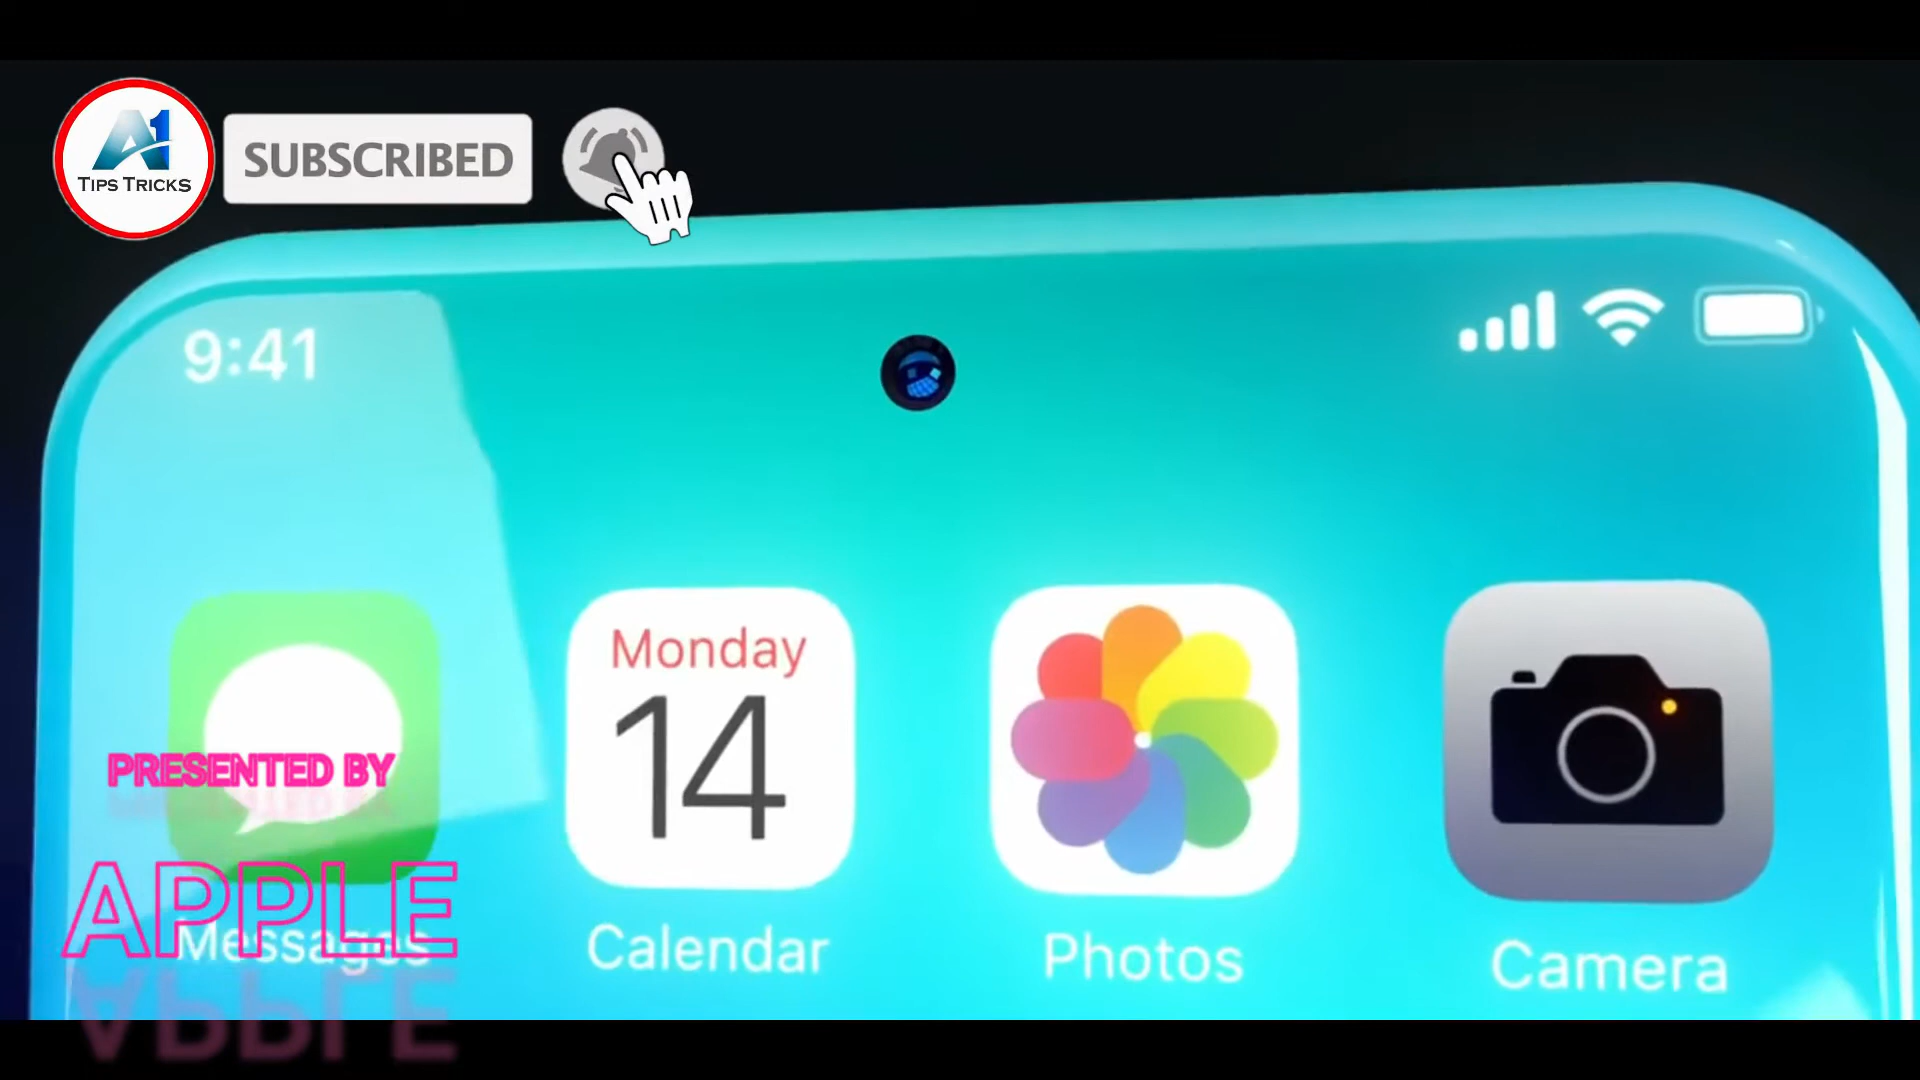 A1
TIPS TRICKS
SUBSCRIBED
9:41
Monday
14
PRESENTED BY
APPLE
Messages
Calendar
Photos
Camera